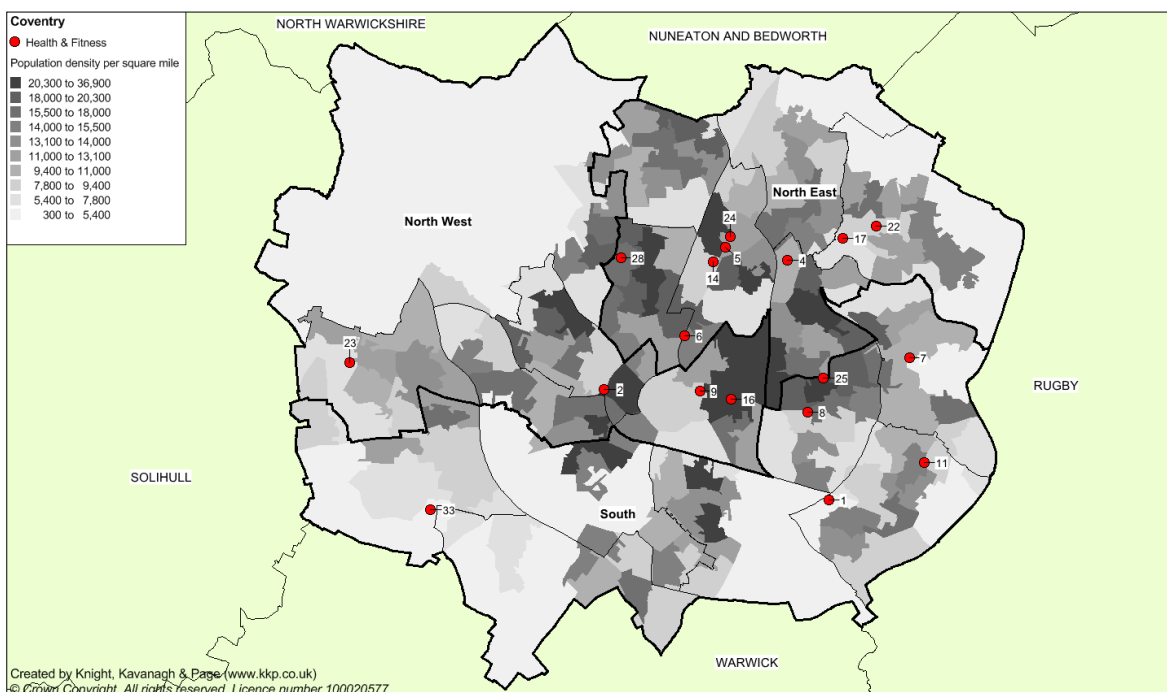 Coventry
Health & Fitness
Population density per square mile
20,300 to 36,900
18,000 to 20,300
15,500 to 18,000
14,000 to 15,500
13,100 to 14,000
11,000 to 13,100
9,400 to 11,000
7,800 to 9,400
5,400 to 7,800
300 to 5,400
NORTH WARWICKSHIRE
NUNEATON AND BEDWORTH
North East
North West
24
22
17
5
28
4
14
6
23
7
RUGBY
25
2
9
16
8
11
SOLIHULL
1
F33
South
WARWICK
Created by Knight, Kavanagh & Page (www.kkp.co.uk)
© Crown Copyright. All rights reserved. Licence number 100020577